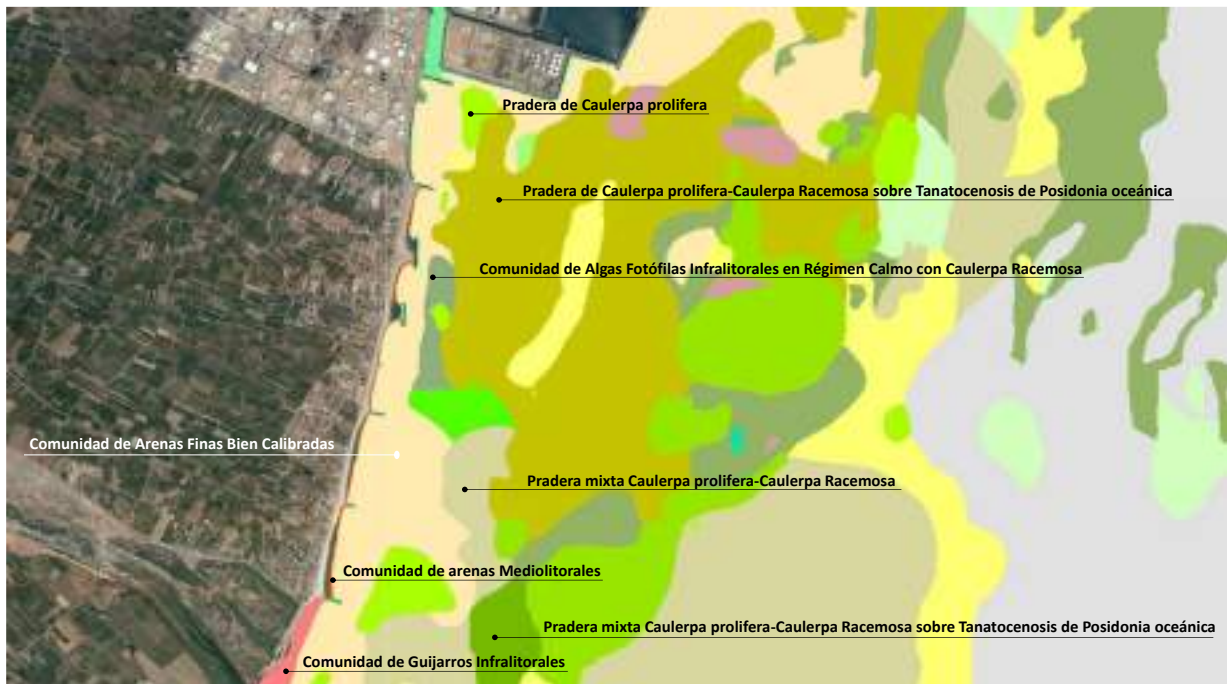 Pradera de Caulerpa prolifera
Pradera de Caulerpa prolifera-Caulerpa Racemosa sobre Tanatocenosis de Posidonia oceánica
Comunidad de Algas Fotófilas Infralitorales en Régimen Calmo con Caulerpa Racemosa
Comunidad de Arenas Finas Bien Calibradas
Pradera mixta Caulerpa prolifera-Caulerpa Racemosa
Comunidad de arenas Mediolitorales
Pradera mixta Caulerpa prolifera-Caulerpa Racemosa sobre Tanatocenosis de Posidonia oceánica
Comunidad de Guijarros Infralitorales